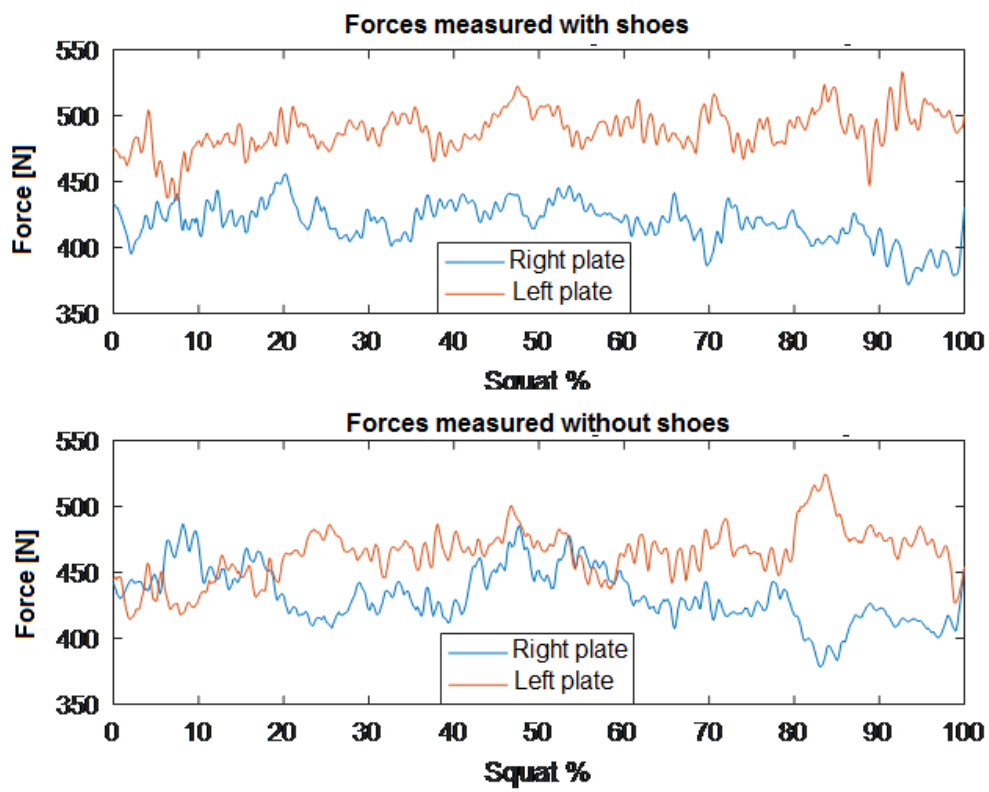 Forces measured with shoes
550
500
450
400
350
Force [N]
Right plate
Left plate
0 10 20 30 40 50 60 70 80 90 100
Squat %
Forces measured without shoes
550
500
450
400
350
Force [N]
Right plate
Left plate
0 10 20 30 40 50 60 70 80 90 100
Squat %